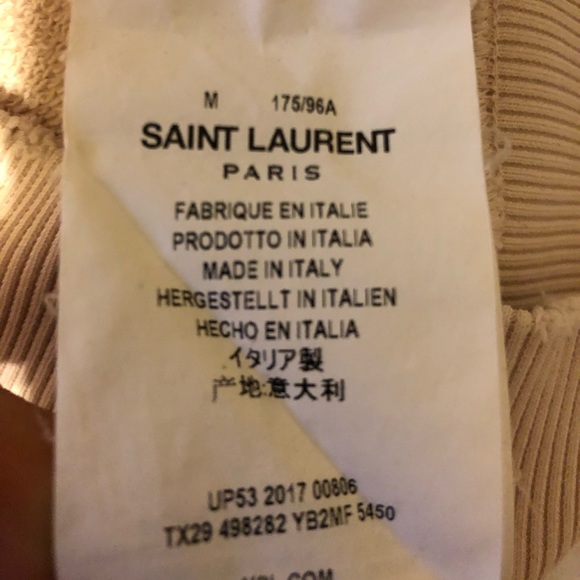 M 175/96A
SAINT LAURENT
PARIS
FABRIQUE EN ITALIE
PRODOTTO IN ITALIA
MADE IN ITALY
HERGESTELLT IN ITALIEN
HECHO EN ITALIA
イタリア製
产地:意大利
UP53 2017 00806
TX29 498282 YB2MF 5450